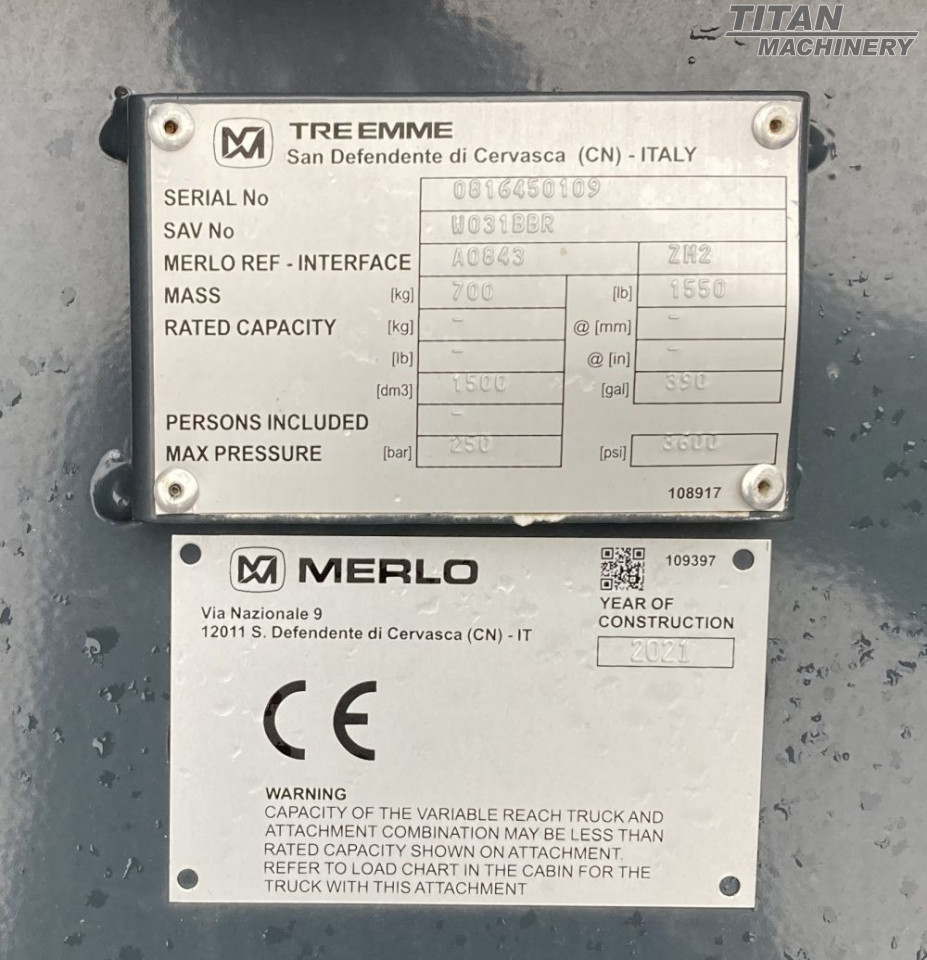 TITAN
MACHINERY
TRE EMME
San Defendente di Cervasca (CN) - ITALY
SERIAL No 0816450109
SAV No W031BBR
MERLO REF - INTERFACE A0843 ZM2
MASS [kg] 700 [lb] 1550
RATED CAPACITY [kg] - @ [mm] -
[lb] - @ [in] -
[dm3] 1500 [gal] 390
PERSONS INCLUDED -
MAX PRESSURE [bar] 250 [psi] 3600
108917
MERLO
109397
Via Nazionale 9
12011 S. Defendente di Cervasca (CN) - IT
YEAR OF
CONSTRUCTION
2021
CE
WARNING
CAPACITY OF THE VARIABLE REACH TRUCK AND
ATTACHMENT COMBINATION MAY BE LESS THAN
RATED CAPACITY SHOWN ON ATTACHMENT.
REFER TO LOAD CHART IN THE CABIN FOR THE
TRUCK WITH THIS ATTACHMENT